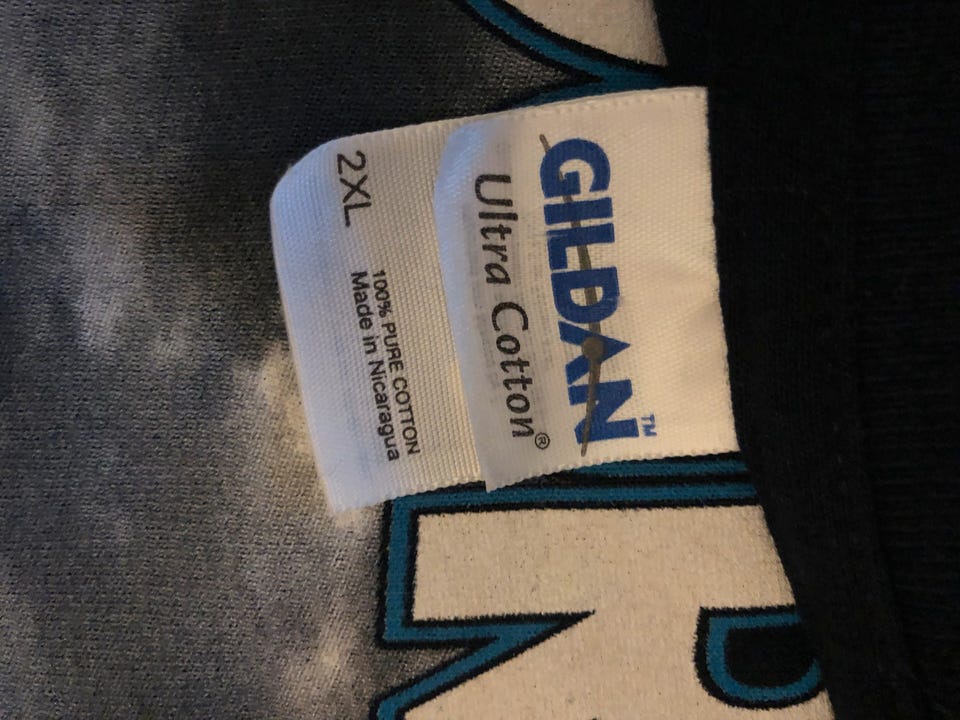 GILDAN™
Ultra Cotton®
2XL
100% PURE COTTON
Made in Nicaragua